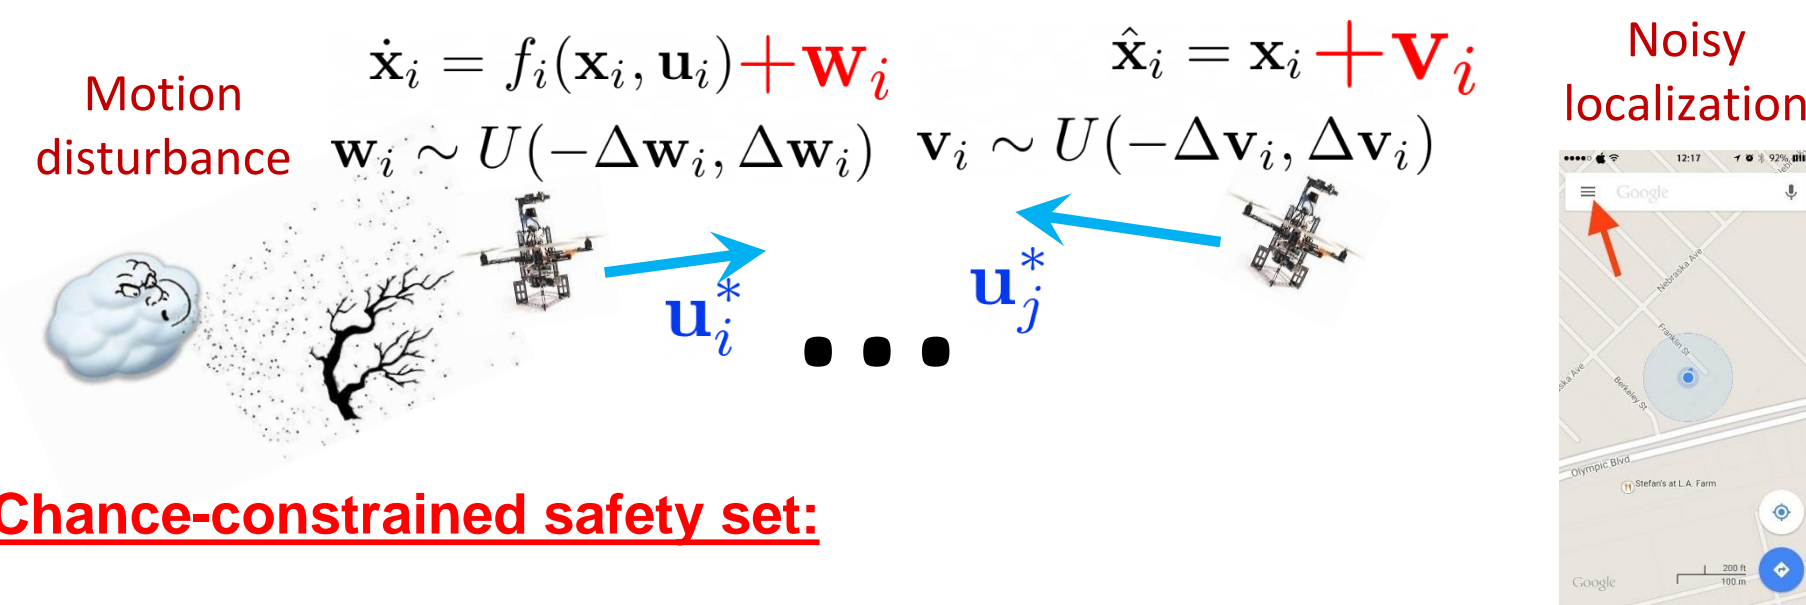 Motion
disturbance
ẋᵢ = fᵢ(xᵢ, uᵢ)+wᵢ
wᵢ ∼ U(−Δwᵢ, Δwᵢ)
x̂ᵢ = xᵢ+vᵢ
vᵢ ∼ U(−Δvᵢ, Δvᵢ)
Noisy
localization
uᵢ*
...
uⱼ*
12:17
92%
Google
Nebraska Ave
Franklin St
Berkeley St
Olympic Blvd
Stefan's at L.A. Farm
Google
200 ft
100 m
Chance-constrained safety set: